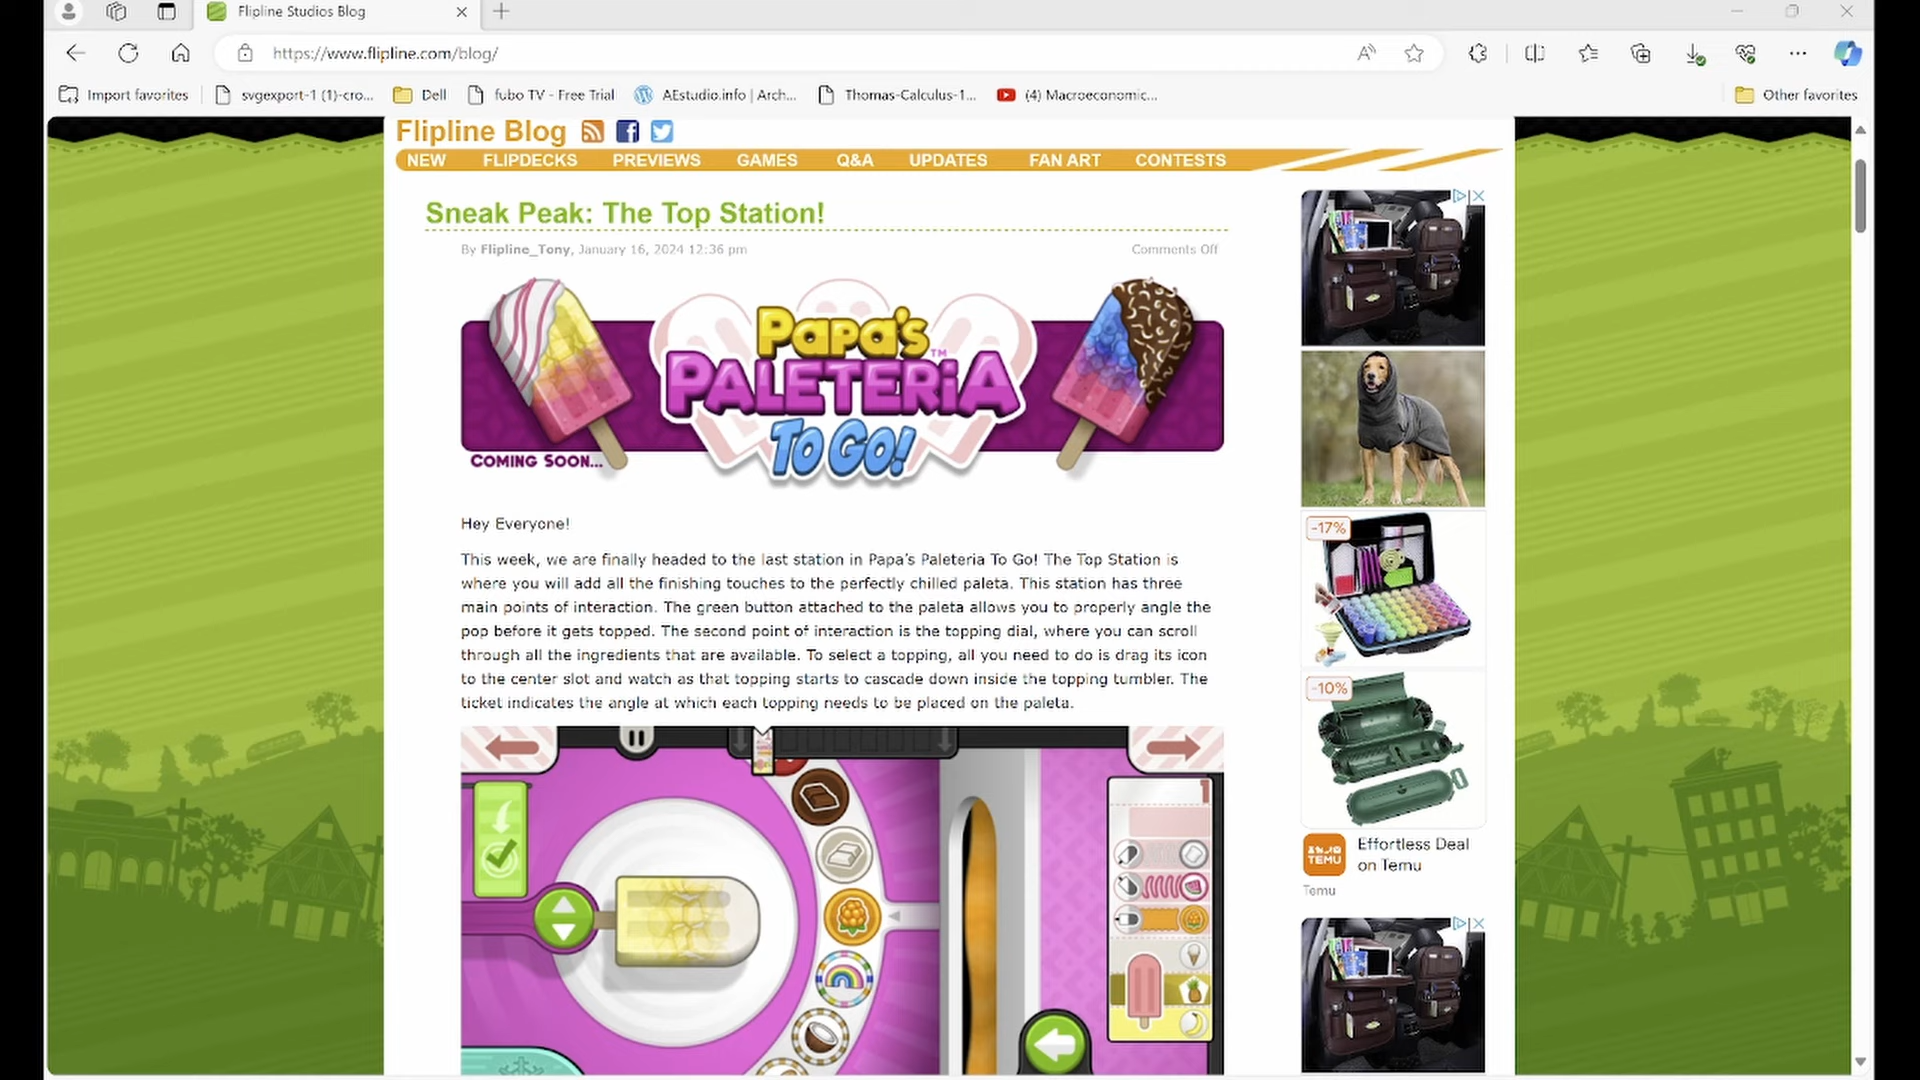 Flipline Studios Blog
https://www.flipline.com/blog/
Import favorites
svgexport-1 (1)-cro...
Dell
fubo TV - Free Trial
AEstudio.info | Arch...
Thomas-Calculus-1...
(4) Macroeconomic...
Other favorites
Flipline Blog
NEW FLIPDECKS PREVIEWS GAMES Q&A UPDATES FAN ART CONTESTS
Sneak Peak: The Top Station!
By Flipline_Tony, January 16, 2024 12:36 pm
Comments Off
Papa's
PALETERiA™
To Go!
COMING SOON...
Hey Everyone!
This week, we are finally headed to the last station in Papa's Paleteria To Go! The Top Station is
where you will add all the finishing touches to the perfectly chilled paleta. This station has three
main points of interaction. The green button attached to the paleta allows you to properly angle the
pop before it gets topped. The second point of interaction is the topping dial, where you can scroll
through all the ingredients that are available. To select a topping, all you need to do is drag its icon
to the center slot and watch as that topping starts to cascade down inside the topping tumbler. The
ticket indicates the angle at which each topping needs to be placed on the paleta.
1
-17%
-10%
TEMU
Effortless Deal
on Temu
Temu